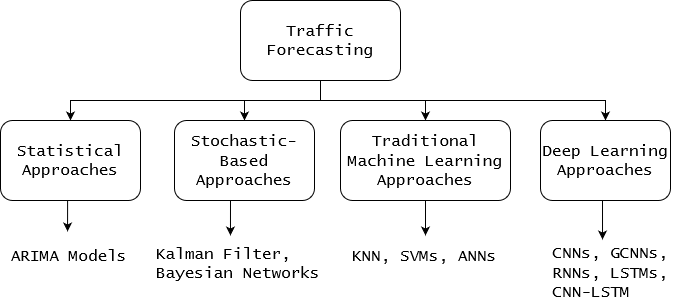 Traffic
Forecasting
Statistical
Approaches
Stochastic-
Based
Approaches
Traditional
Machine Learning
Approaches
Deep Learning
Approaches
ARIMA Models
Kalman Filter,
Bayesian Networks
KNN, SVMs, ANNs
CNNs, GCNNs,
RNNs, LSTMs,
CNN-LSTM